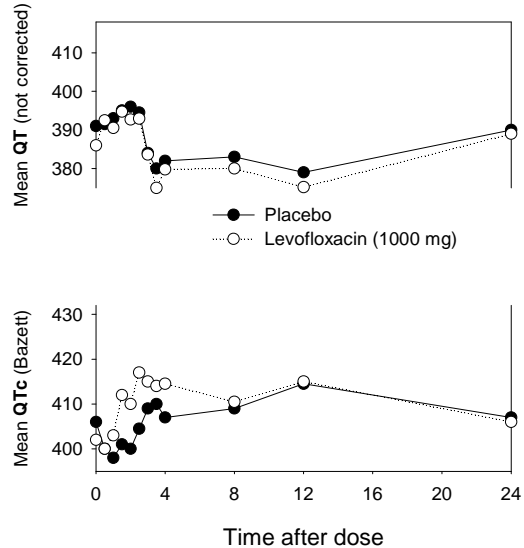 Mean QT (not corrected)
410
400
390
380
Placebo
Levofloxacin (1000 mg)
Mean QTc (Bazett)
430
420
410
400
0 4 8 12 16 20 24
Time after dose